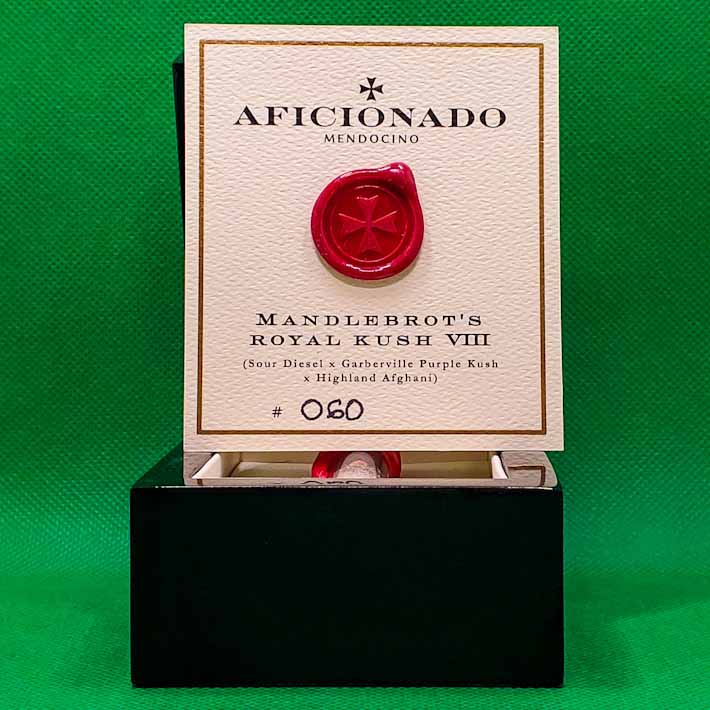 AFICIONADO
MENDOCINO
MANDLEBROT'S
ROYAL KUSH VIII
(Sour Diesel x Garberville Purple Kush
x Highland Afghani)
# 060